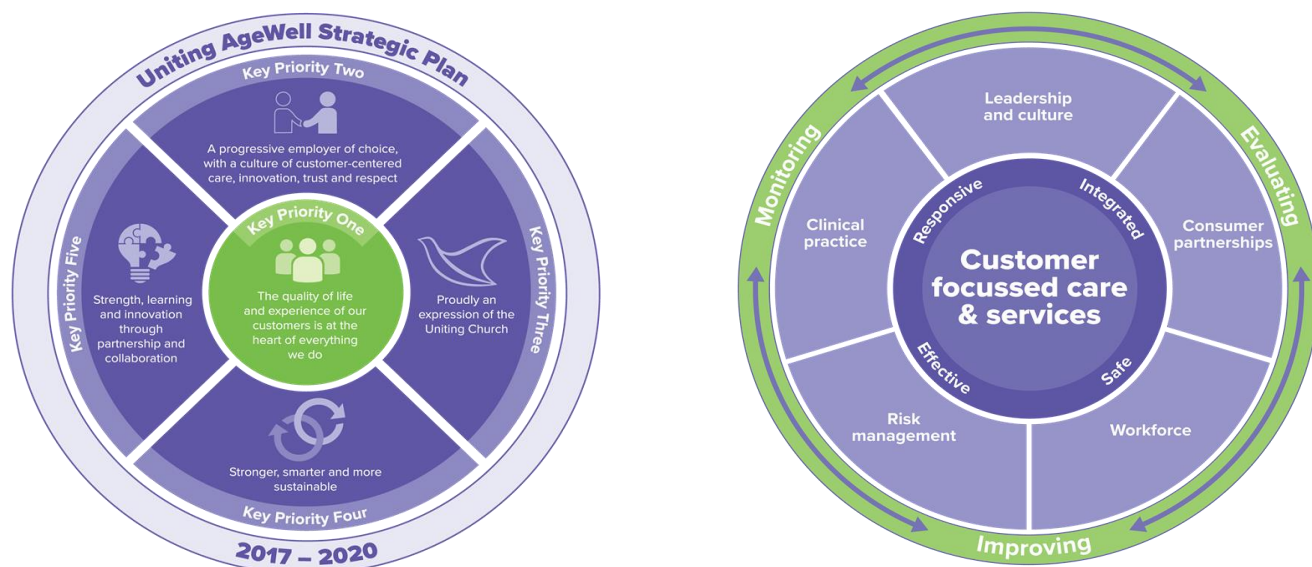 Uniting AgeWell Strategic Plan
Key Priority Two
A progressive employer of choice,
with a culture of customer-centered
care, innovation, trust and respect
Key Priority One
The quality of life
and experience of our
customers is at the
heart of everything
we do
Key Priority Three
Proudly an
expression of the
Uniting Church
Key Priority Five
Strength, learning
and innovation
through
partnership and
collaboration
Stronger, smarter and more
sustainable
Key Priority Four
2017 – 2020
Monitoring
Evaluating
Improving
Leadership
and culture
Consumer
partnerships
Workforce
Risk
management
Clinical
practice
Responsive
Integrated
Safe
Effective
Customer
focussed care
& services